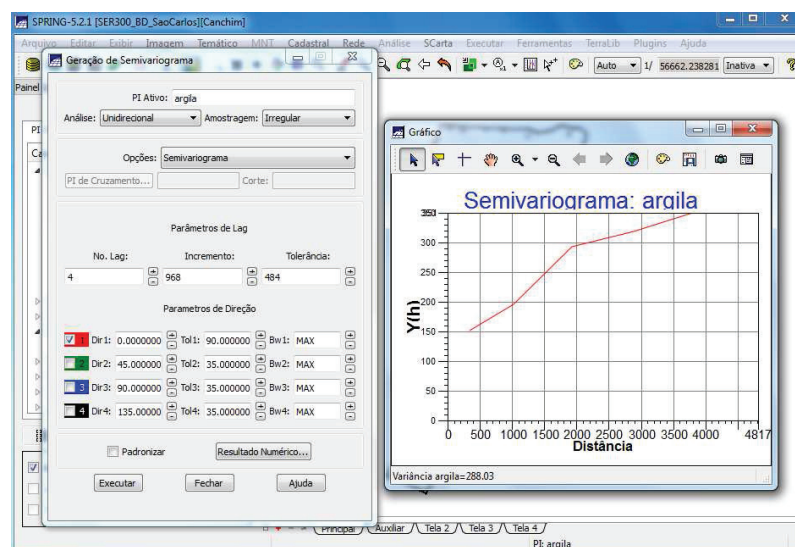 SPRING-5.2.1 [SER300_BD_SaoCarlos][Canchim]
Arquivo Editar Exibir Imagem Temático MNT Cadastral Rede Análise SCarta Executar Ferramentas TerraLib Plugins Ajuda
Auto 1/ 56662.238281 Inativa
Painel
Geração de Semivariograma
PI Ativo: argila
Análise: Unidirecional Amostragem: Irregular
Opções: Semivariograma
PI de Cruzamento... Corte:
Parâmetros de Lag
No. Lag: Incremento: Tolerância:
4 968 484
Parametros de Direção
1 Dir1: 0.0000000 Tol1: 90.000000 Bw1: MAX
2 Dir2: 45.000000 Tol2: 35.000000 Bw2: MAX
3 Dir3: 90.000000 Tol3: 35.000000 Bw3: MAX
4 Dir4: 135.00000 Tol4: 35.000000 Bw4: MAX
Padronizar Resultado Numérico...
Executar Fechar Ajuda
Gráfico
Semivariograma: argila
300
250
200
150
100
50
0
Y(h)
0 500 1000 1500 2000 2500 3000 3500 4000 4817
Distância
Variância argila=288.03
Principal Auxiliar Tela 2 Tela 3 Tela 4
PI: argila